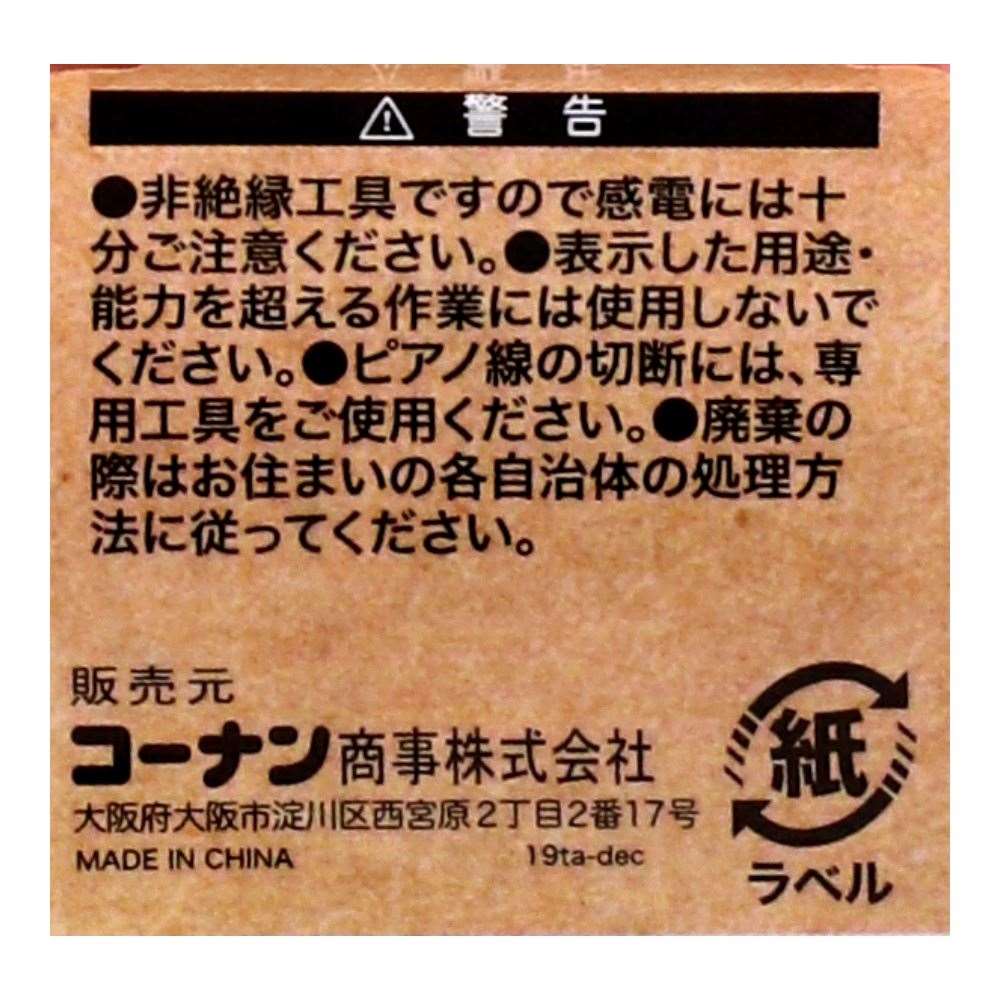 警告
●非絶縁工具ですので感電には十
分ご注意ください。●表示した用途・
能力を超える作業には使用しないで
ください。●ピアノ線の切断には、専
用工具をご使用ください。●廃棄の
際はお住まいの各自治体の処理方
法に従ってください。
販売元
コーナン商事株式会社
大阪府大阪市淀川区西宮原2丁目2番17号
MADE IN CHINA 19ta-dec
紙
ラベル